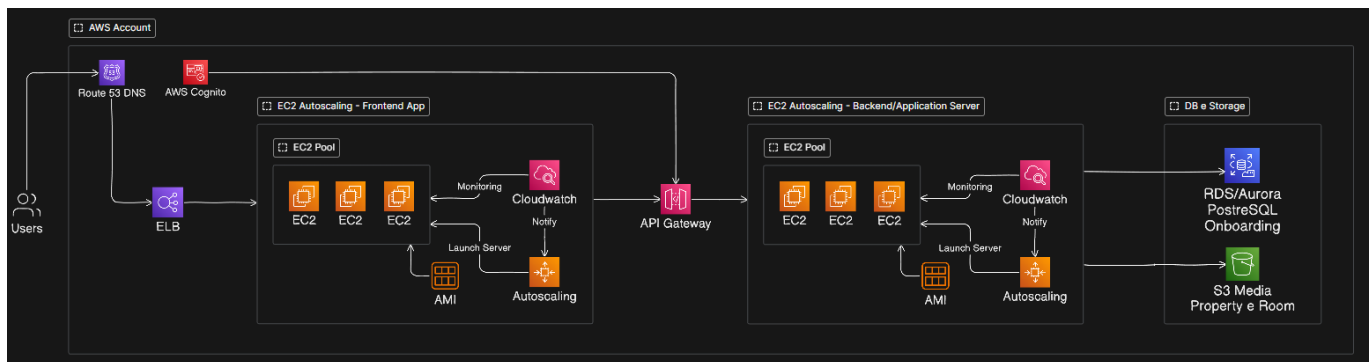 AWS Account
Route 53 DNS
AWS Cognito
Users
ELB
EC2 Autoscaling - Frontend App
EC2 Pool
EC2
EC2
EC2
Monitoring
Cloudwatch
Notify
Launch Server
AMI
Autoscaling
API Gateway
EC2 Autoscaling - Backend/Application Server
EC2 Pool
EC2
EC2
EC2
Monitoring
Cloudwatch
Notify
Launch Server
AMI
Autoscaling
DB e Storage
RDS/Aurora
PostreSQL
Onboarding
S3 Media
Property e Room